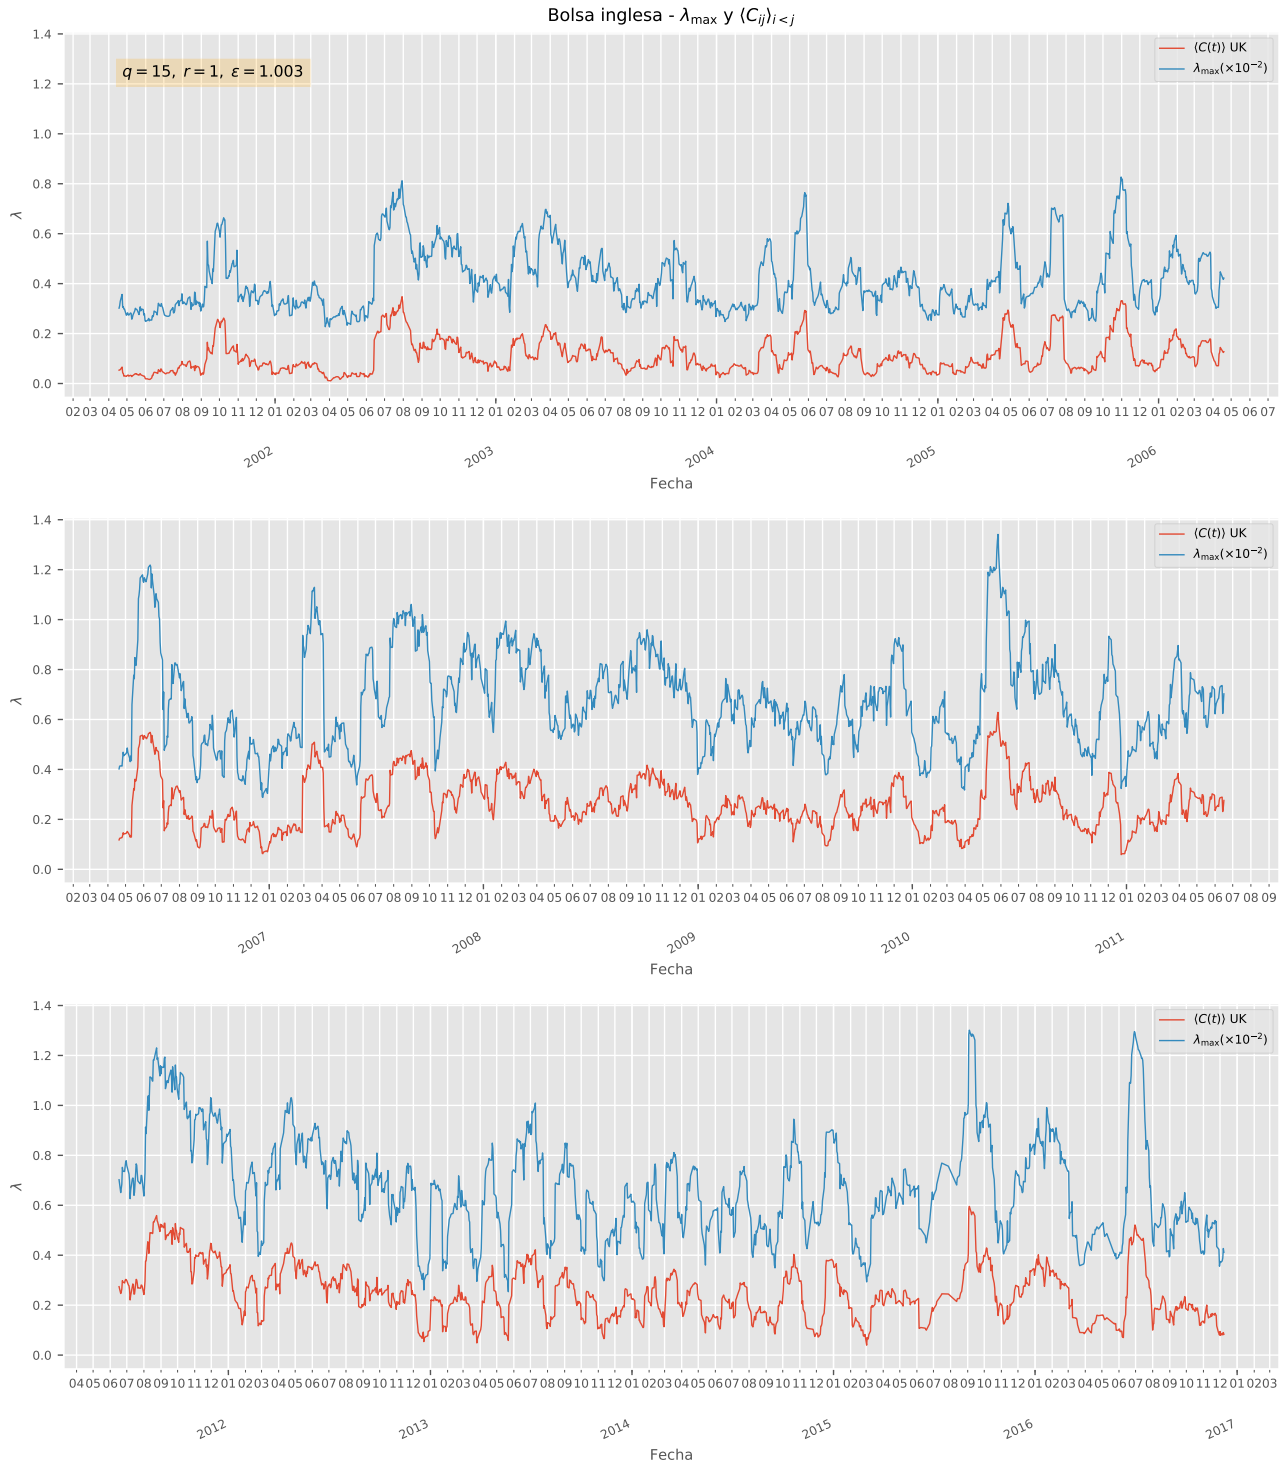 Bolsa inglesa - λmax y ⟨Cij⟩i<j
1.4
1.2
1.0
0.8
0.6
0.4
0.2
0.0
λ
q = 15, r = 1, ε = 1.003
⟨C(t)⟩ UK
λmax(×10⁻²)
02 03 04 05 06 07 08 09 10 11 12 01 02 03 04 05 06 07 08 09 10 11 12 01 02 03 04 05 06 07 08 09 10 11 12 01 02 03 04 05 06 07 08 09 10 11 12 01 02 03 04 05 06 07 08 09 10 11 12 01 02 03 04 05 06 07
2002 2003 2004 2005 2006
Fecha
1.4
1.2
1.0
0.8
0.6
0.4
0.2
0.0
λ
⟨C(t)⟩ UK
λmax(×10⁻²)
02 03 04 05 06 07 08 09 10 11 12 01 02 03 04 05 06 07 08 09 10 11 12 01 02 03 04 05 06 07 08 09 10 11 12 01 02 03 04 05 06 07 08 09 10 11 12 01 02 03 04 05 06 07 08 09 10 11 12 01 02 03 04 05 06 07 08 09
2007 2008 2009 2010 2011
Fecha
1.4
1.2
1.0
0.8
0.6
0.4
0.2
0.0
λ
⟨C(t)⟩ UK
λmax(×10⁻²)
04 05 06 07 08 09 10 11 12 01 02 03 04 05 06 07 08 09 10 11 12 01 02 03 04 05 06 07 08 09 10 11 12 01 02 03 04 05 06 07 08 09 10 11 12 01 02 03 04 05 06 07 08 09 10 11 12 01 02 03 04 05 06 07 08 09 10 11 12 01 02 03
2012 2013 2014 2015 2016 2017
Fecha